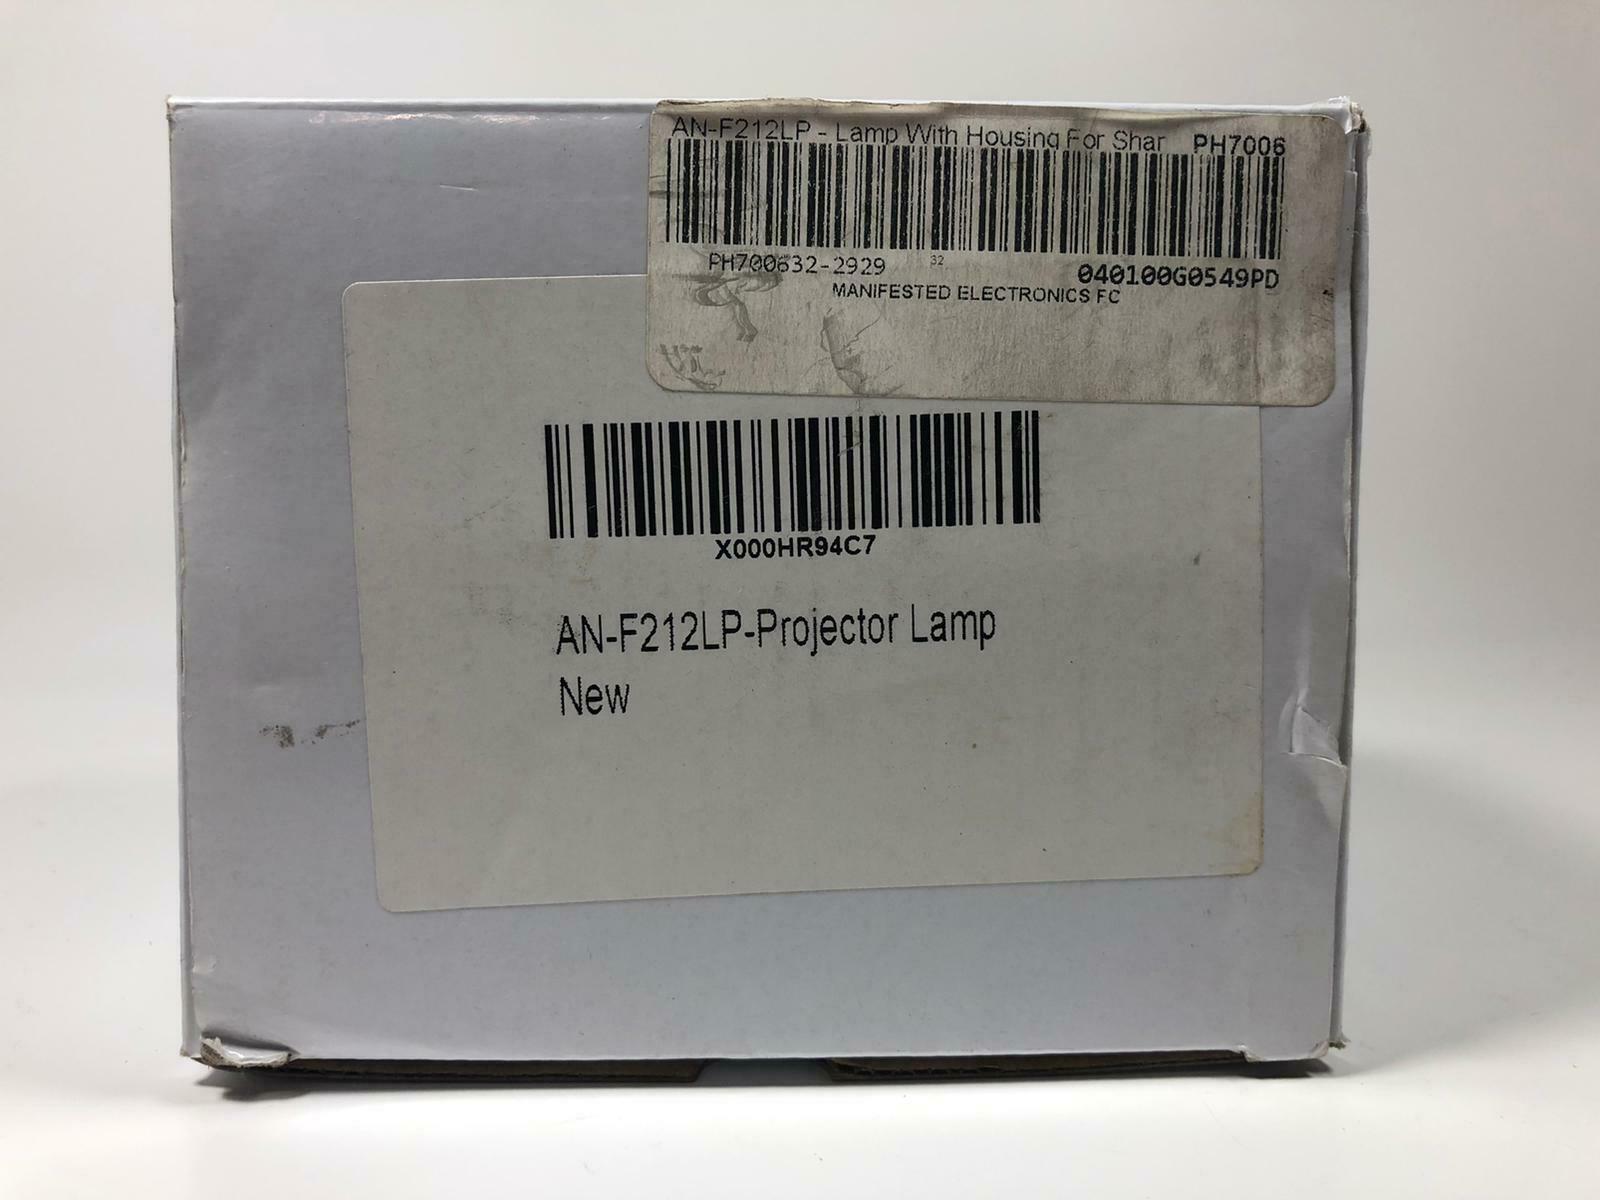 AN-F212LP - Lamp With Housing For Shar PH7006
PH700632-2929 32 040100G0549PD
MANIFESTED ELECTRONICS FC
X000HR94C7
AN-F212LP-Projector Lamp
New